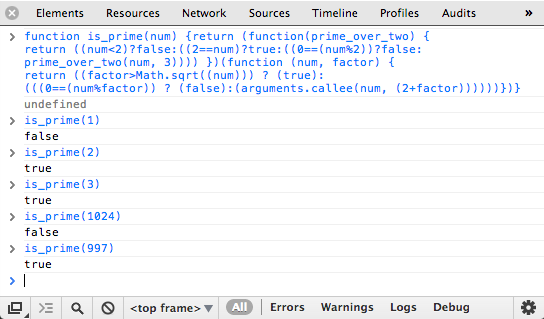 Elements Resources Network Sources Timeline Profiles Audits »
> function is_prime(num) {return (function(prime_over_two) {
return ((num<2)?false:((2==num)?true:((0==(num%2))?false:
prime_over_two(num, 3)))) })(function (num, factor) {
return ((factor>Math.sqrt((num))) ? (true):
(((0==(num%factor)) ? (false):(arguments.callee(num, (2+factor))))))})}
undefined
> is_prime(1)
false
> is_prime(2)
true
> is_prime(3)
true
> is_prime(1024)
false
> is_prime(997)
true
>
<top frame> ▼ All Errors Warnings Logs Debug